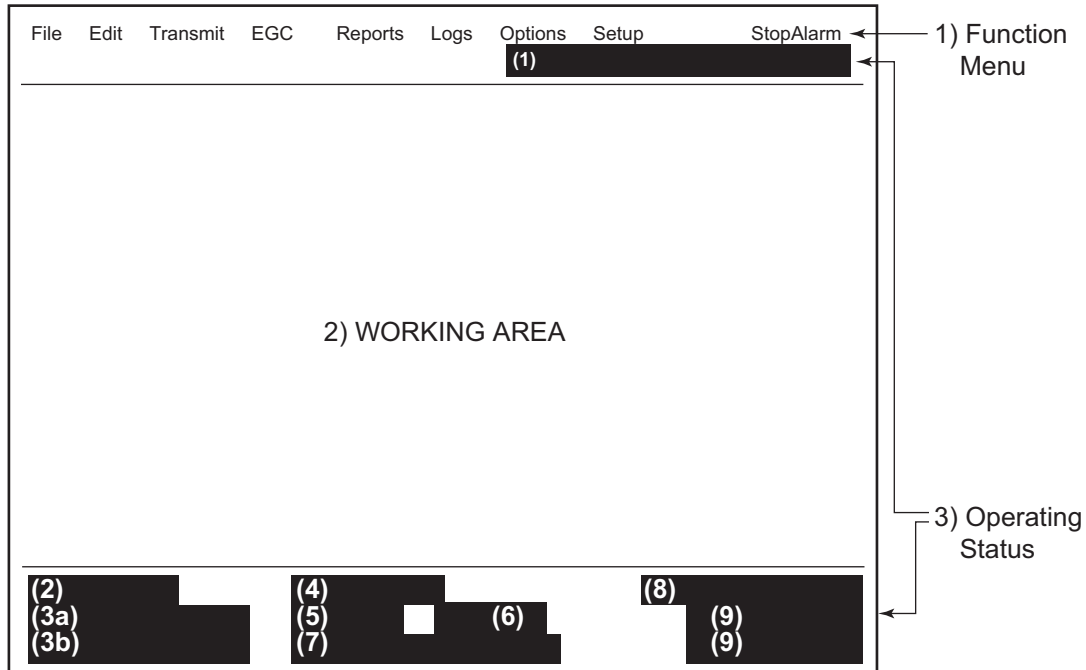 File Edit Transmit EGC Reports Logs Options Setup StopAlarm
1) Function
Menu
(1)
2) WORKING AREA
3) Operating
Status
(2) (4) (8)
(3a) (5) (6) (9)
(3b) (7) (9)